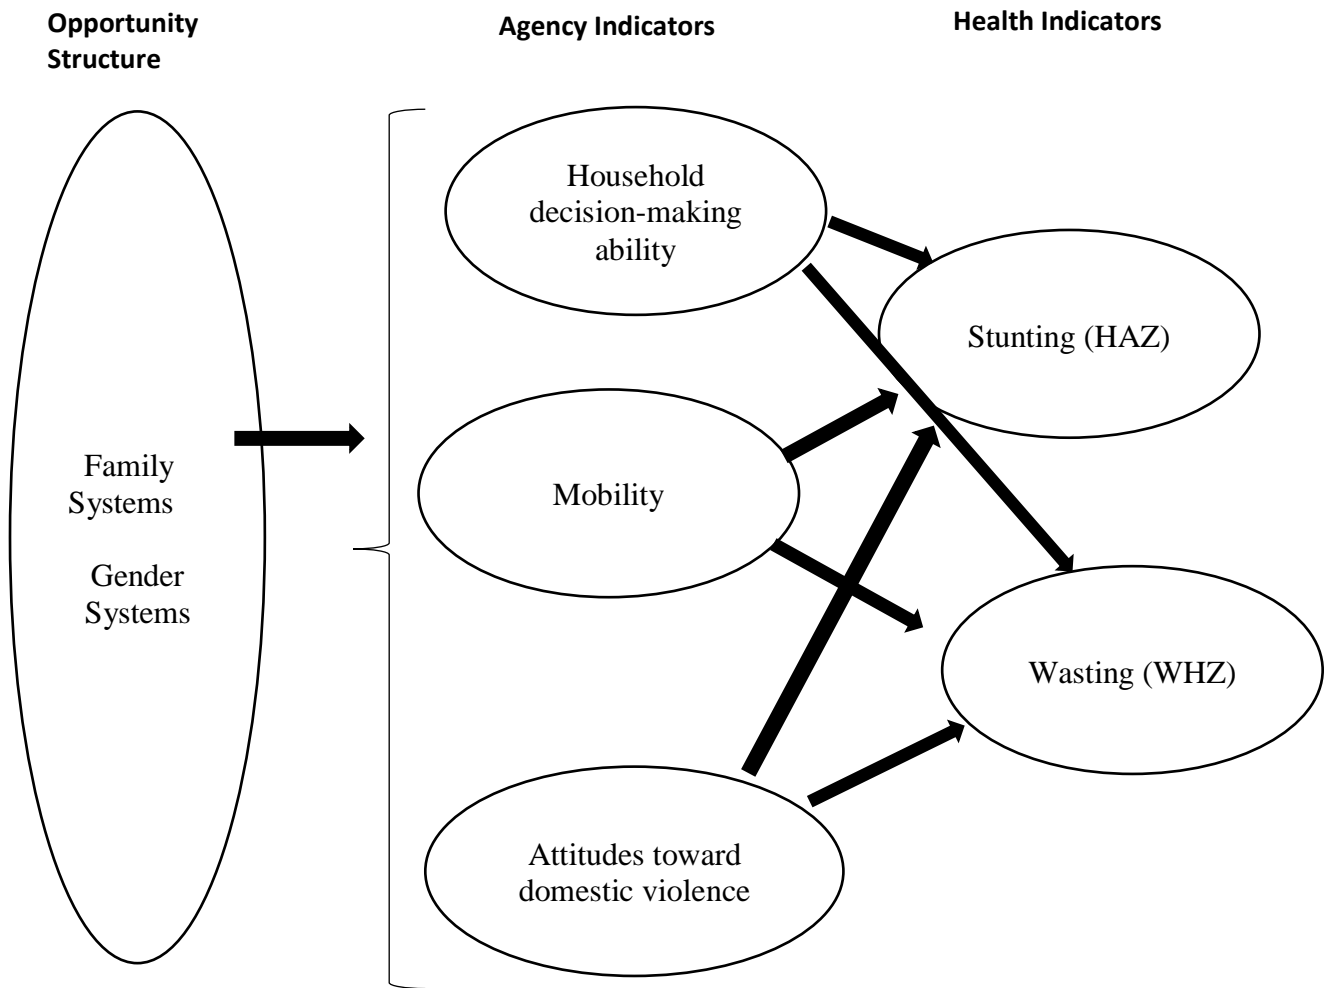 Opportunity
Structure
Agency Indicators
Health Indicators
Household
decision-making
ability
Stunting (HAZ)
Family
Systems
Mobility
Gender
Systems
Wasting (WHZ)
Attitudes toward
domestic violence